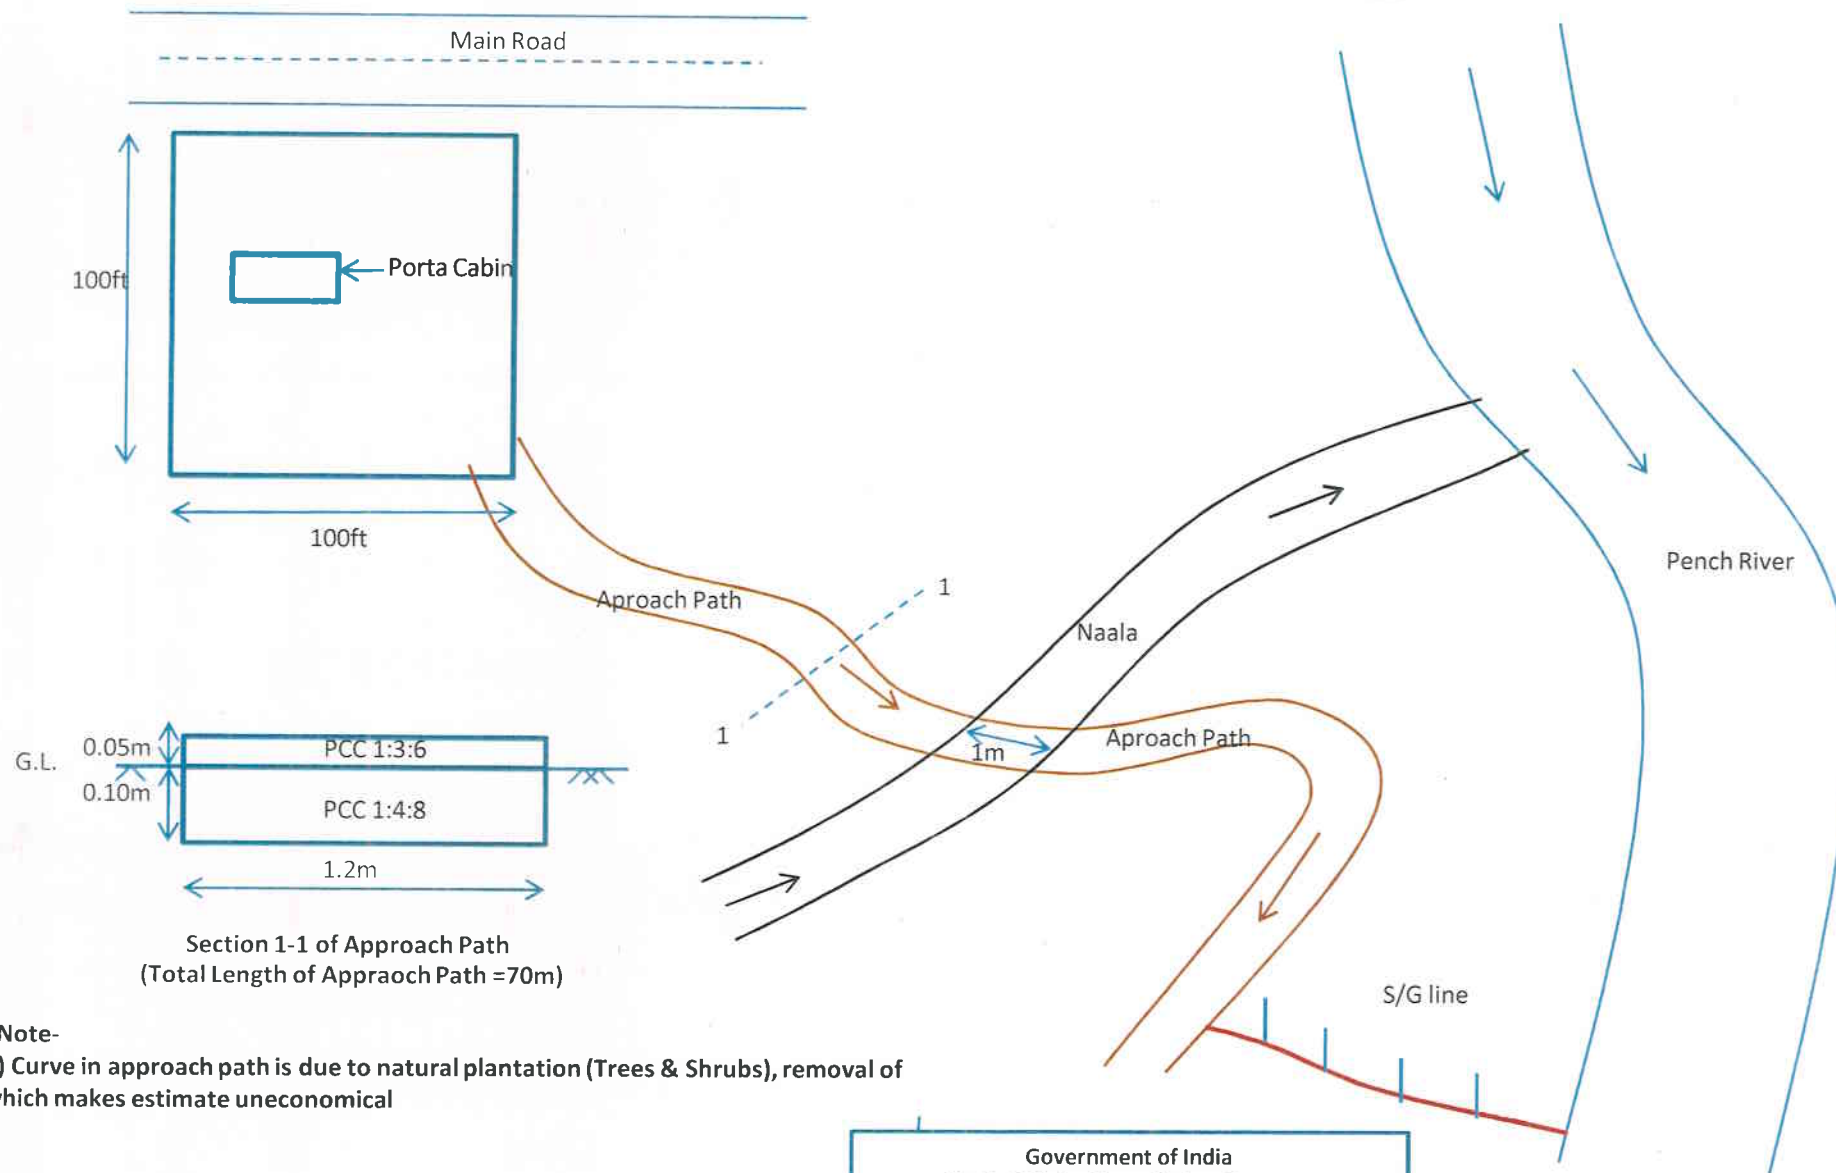 Main Road
Porta Cabin
100ft
100ft
Aproach Path
1
1
Naala
Pench River
1m
Aproach Path
G.L.
0.05m
PCC 1:3:6
0.10m
PCC 1:4:8
1.2m
Section 1-1 of Approach Path
(Total Length of Appraoch Path =70m)
S/G line
Note-
) Curve in approach path is due to natural plantation (Trees & Shrubs), removal of
which makes estimate uneconomical
Government of India